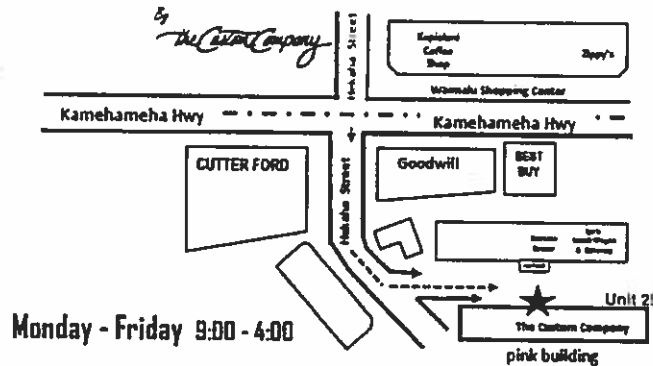 By
the Custom Company
Hekaha Street
Kapiolani
Coffee
Shop
Zippy's
Waimalu Shopping Center
Kamehameha Hwy
Kamehameha Hwy
CUTTER FORD
Hekaha Street
Goodwill
BEST
BUY
Unit 25
The Custom Company
pink building
Monday - Friday 9:00 - 4:00